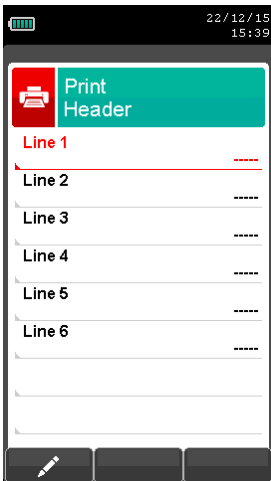 22/12/15
15:39
Print
Header
Line 1
-----
Line 2
-----
Line 3
-----
Line 4
-----
Line 5
-----
Line 6
-----